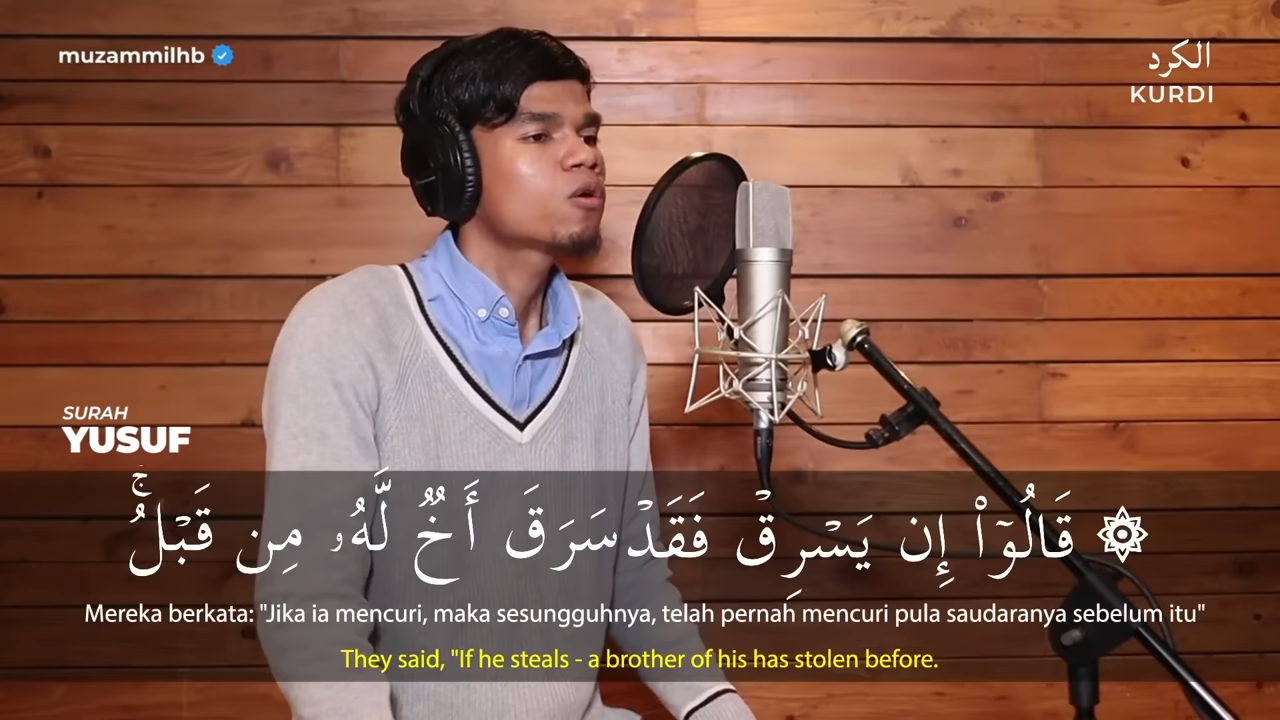 muzammilhb
الكرد
KURDI
SURAH
YUSUF
۞ قَالُوٓا۟ إِن يَسْرِقْ فَقَدْ سَرَقَ أَخٌۭ لَّهُۥ مِن قَبْلُ ۚ
Mereka berkata: "Jika ia mencuri, maka sesungguhnya, telah pernah mencuri pula saudaranya sebelum itu"
They said, "If he steals - a brother of his has stolen before.